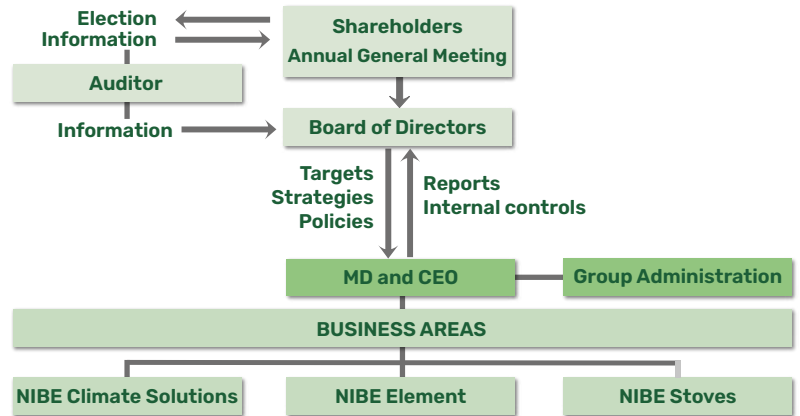 Election
Information
Shareholders
Annual General Meeting
Auditor
Information
Board of Directors
Targets
Strategies
Policies
Reports
Internal controls
MD and CEO
Group Administration
BUSINESS AREAS
NIBE Climate Solutions
NIBE Element
NIBE Stoves